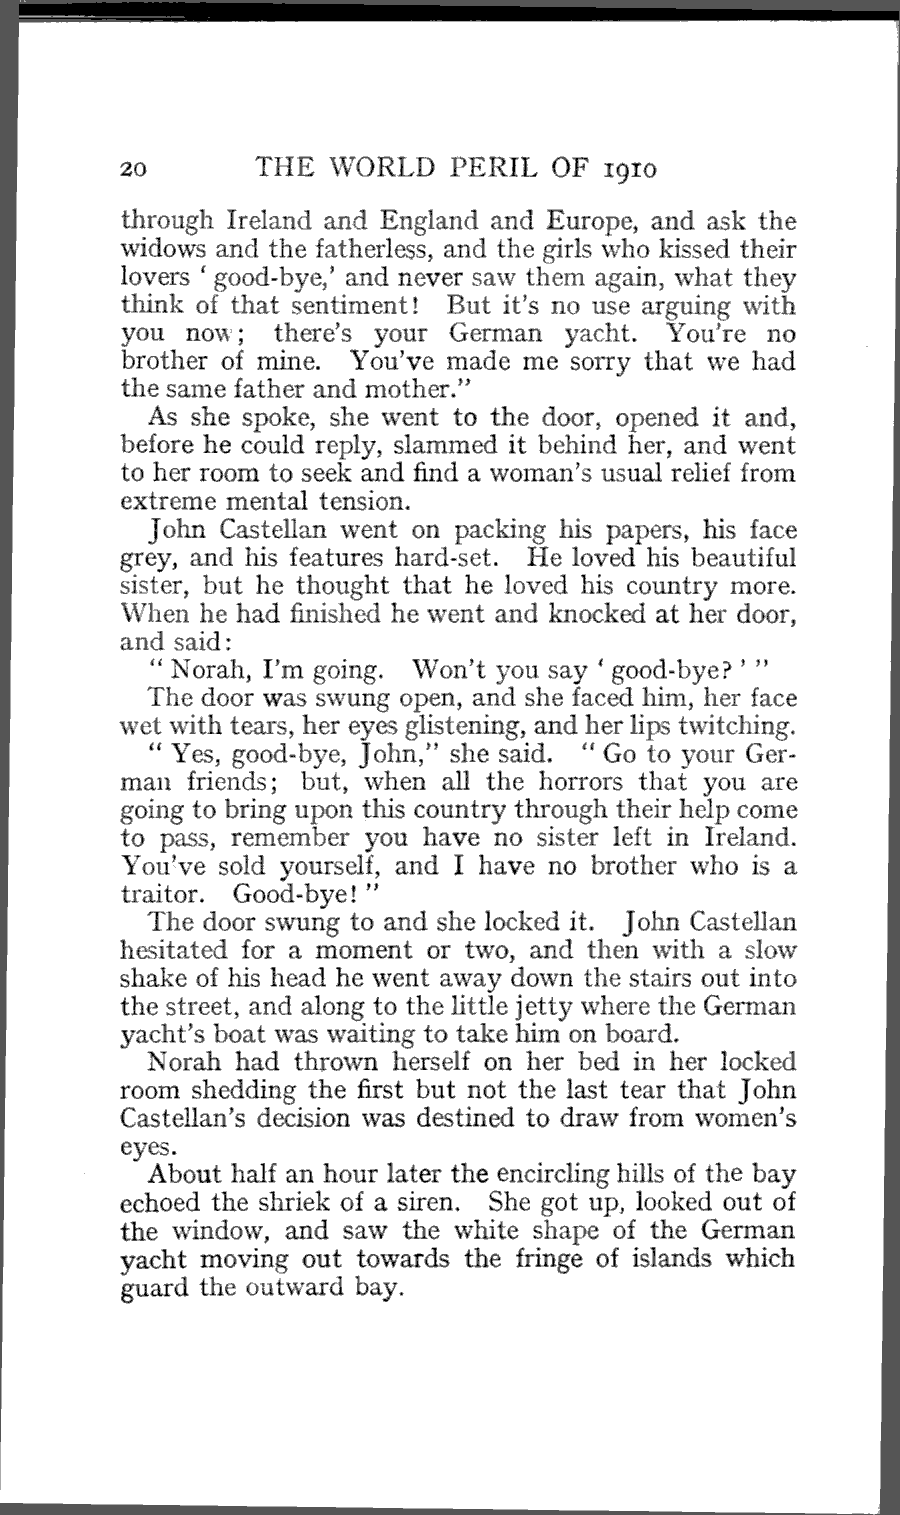 20 THE WORLD PERIL OF 1910
through Ireland and England and Europe, and ask the
widows and the fatherless, and the girls who kissed their
lovers ‘ good-bye,’ and never saw them again, what they
think of that sentiment! But it’s no use arguing with
you now; there’s your German yacht. You’re no
brother of mine. You’ve made me sorry that we had
the same father and mother.”
As she spoke, she went to the door, opened it and,
before he could reply, slammed it behind her, and went
to her room to seek and find a woman’s usual relief from
extreme mental tension.
John Castellan went on packing his papers, his face
grey, and his features hard-set. He loved his beautiful
sister, but he thought that he loved his country more.
When he had finished he went and knocked at her door,
and said:
“ Norah, I’m going. Won’t you say ‘ good-bye? ’ ”
The door was swung open, and she faced him, her face
wet with tears, her eyes glistening, and her lips twitching.
“ Yes, good-bye, John,” she said. “ Go to your Ger-
man friends; but, when all the horrors that you are
going to bring upon this country through their help come
to pass, remember you have no sister left in Ireland.
You’ve sold yourself, and I have no brother who is a
traitor. Good-bye! ”
The door swung to and she locked it. John Castellan
hesitated for a moment or two, and then with a slow
shake of his head he went away down the stairs out into
the street, and along to the little jetty where the German
yacht’s boat was waiting to take him on board.
Norah had thrown herself on her bed in her locked
room shedding the first but not the last tear that John
Castellan’s decision was destined to draw from women’s
eyes.
About half an hour later the encircling hills of the bay
echoed the shriek of a siren. She got up, looked out of
the window, and saw the white shape of the German
yacht moving out towards the fringe of islands which
guard the outward bay.